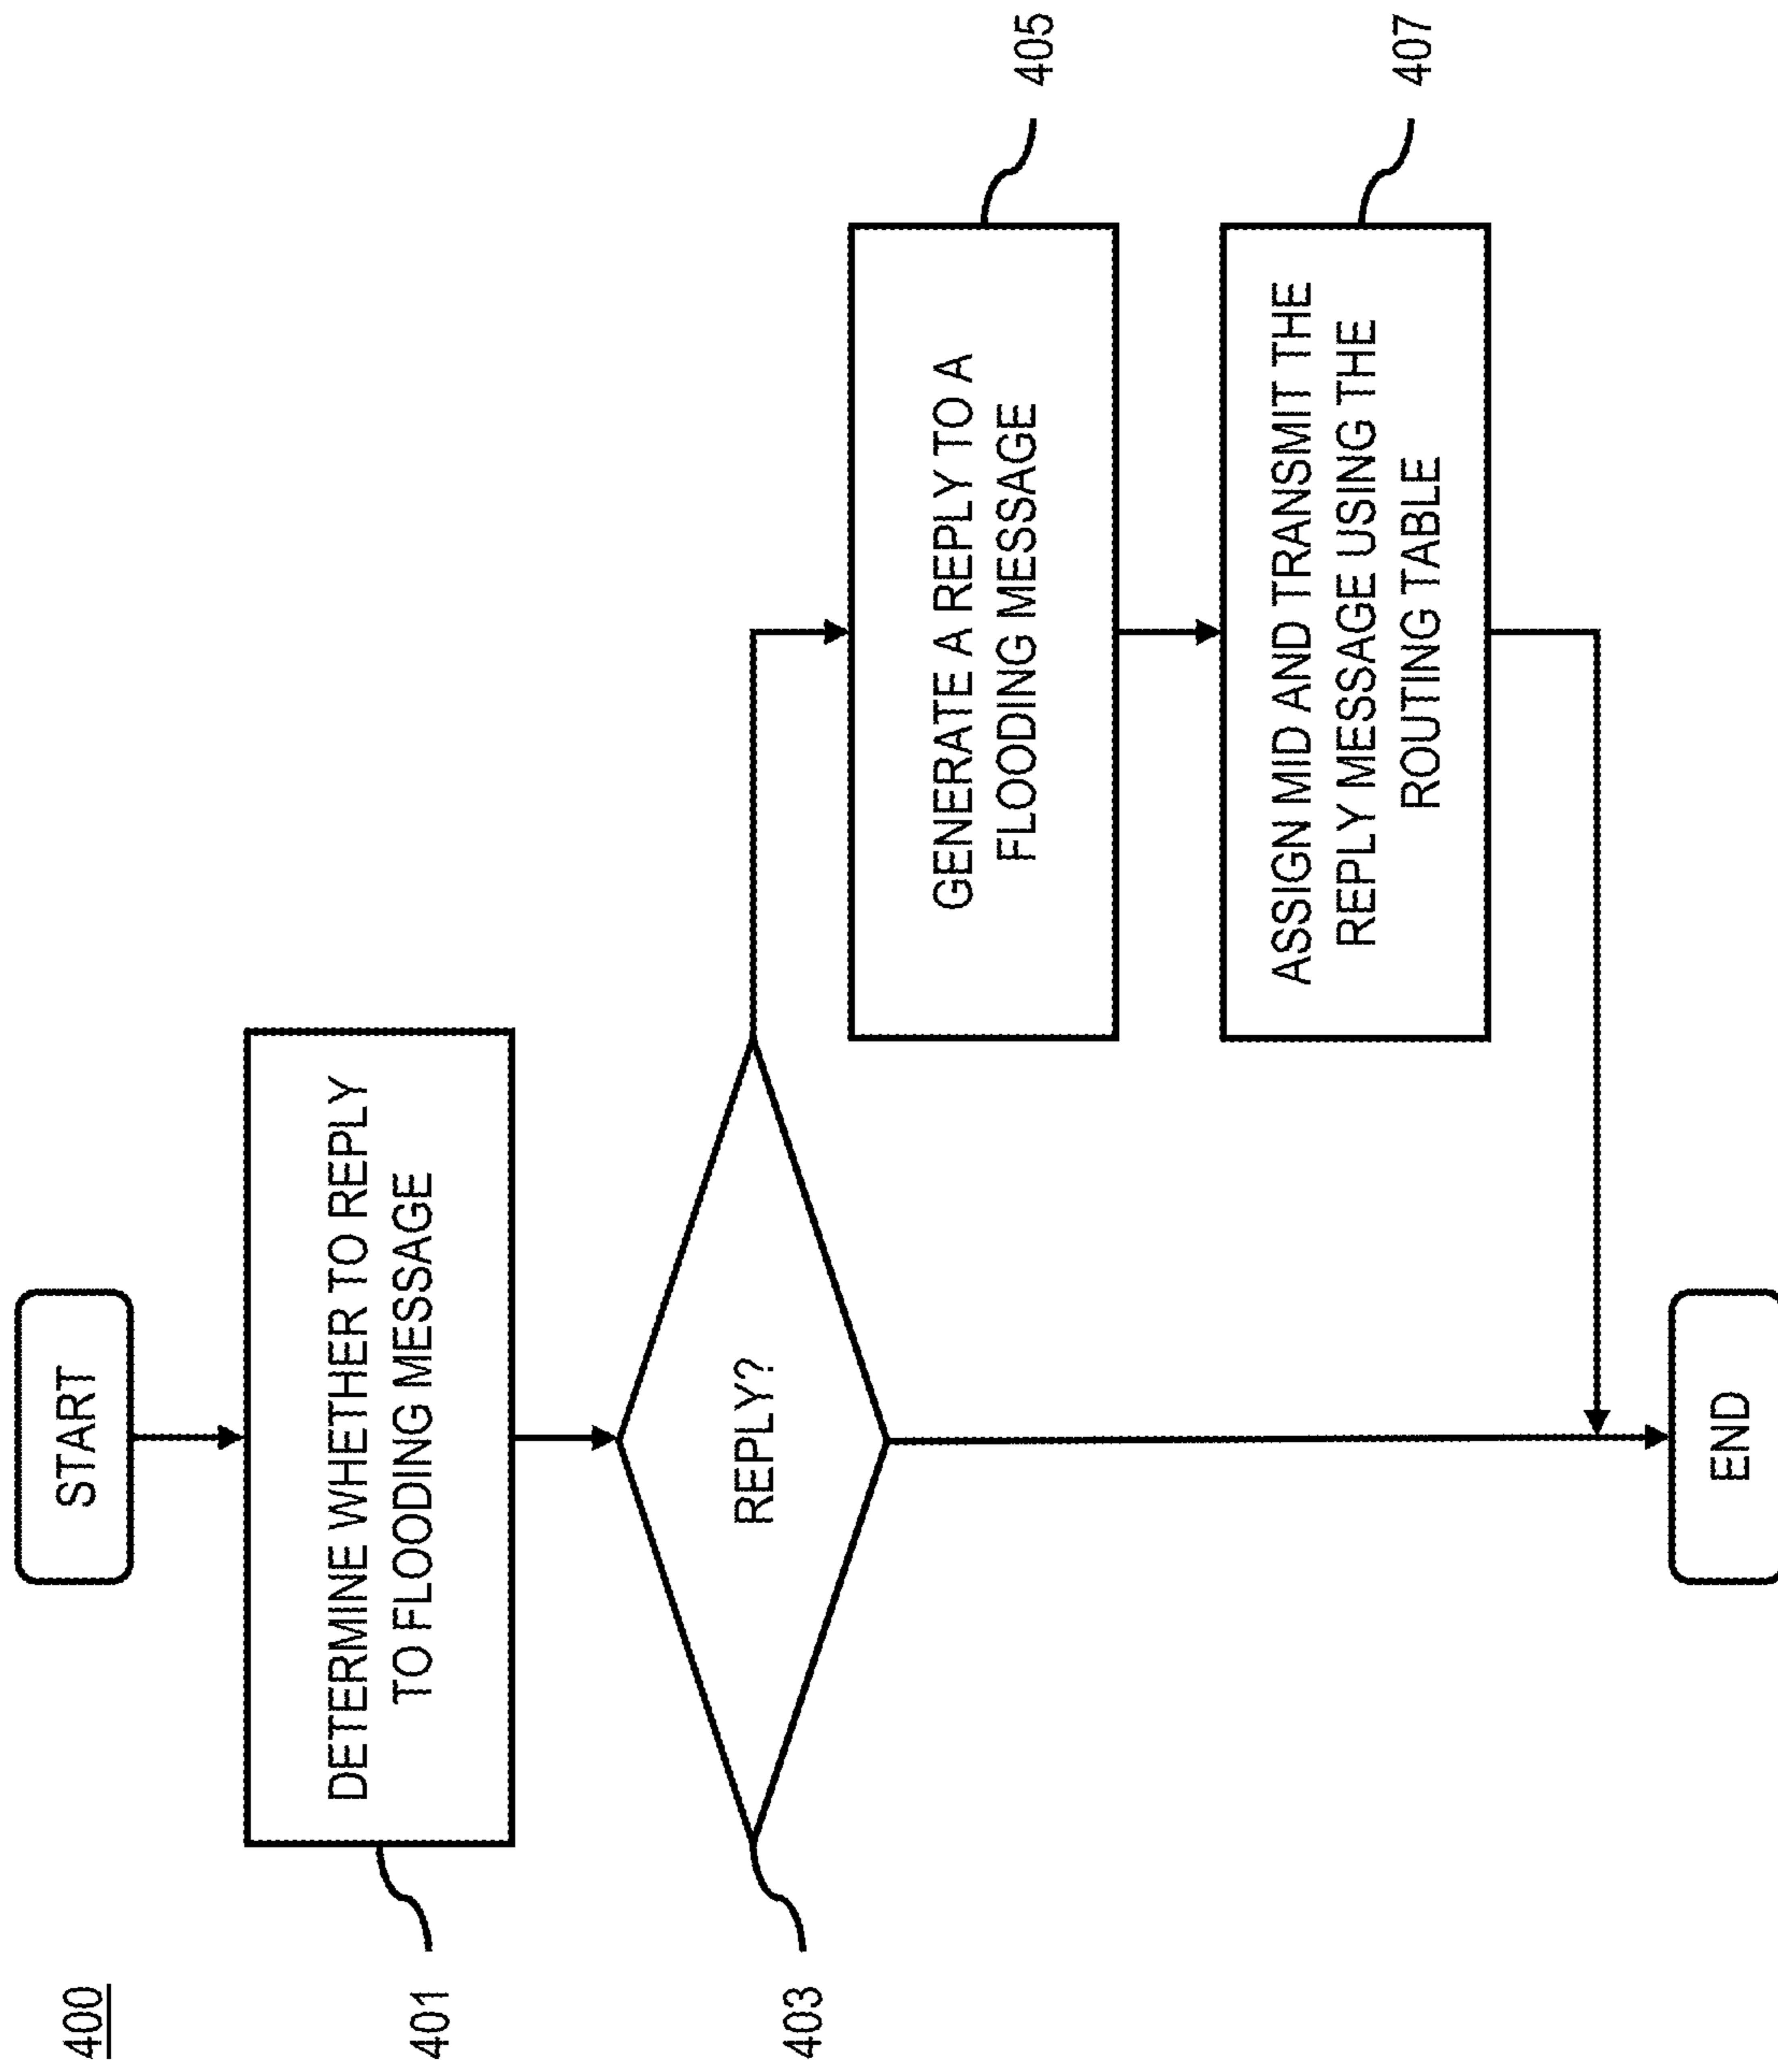 400
START
401
DETERMINE WHETHER TO REPLY
TO FLOODING MESSAGE
403
REPLY?
GENERATE A REPLY TO A
FLOODING MESSAGE
405
ASSIGN MID AND TRANSMIT THE
REPLY MESSAGE USING THE
ROUTING TABLE
407
END